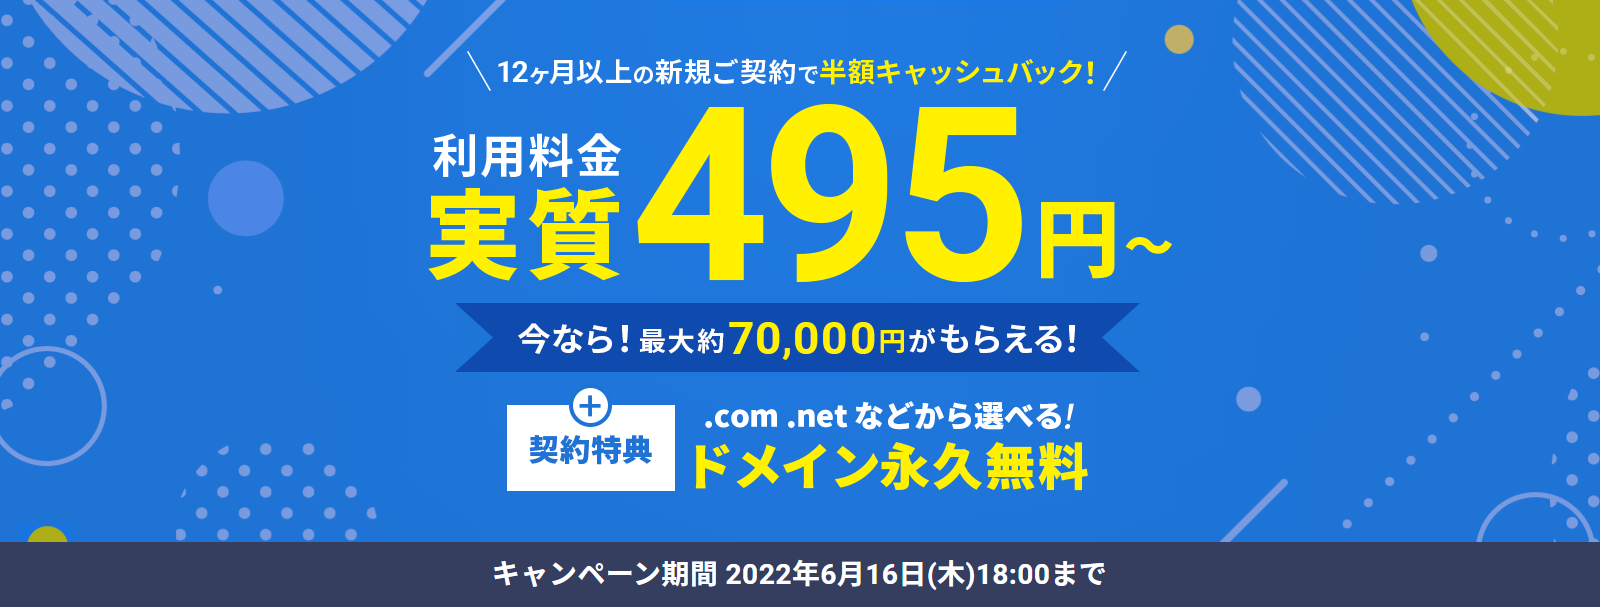 12ヶ月以上の新規ご契約で半額キャッシュバック！
利用料金
実質495円～
今なら！最大約70,000円がもらえる！
契約特典
.com .net などから選べる！
ドメイン永久無料
キャンペーン期間 2022年6月16日(木)18:00まで